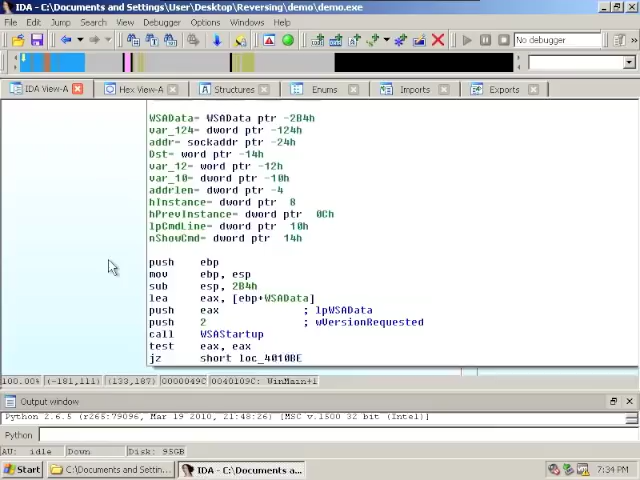 IDA - C:\Documents and Settings\User\Desktop\Reversing\demo\demo.exe
File Edit Jump Search View Debugger Options Windows Help
No debugger
IDA View-A Hex View-A Structures Enums Imports Exports
WSAData= WSAData ptr -2B4h
var_124= dword ptr -124h
addr= sockaddr ptr -24h
Dst= word ptr -14h
var_12= word ptr -12h
var_10= dword ptr -10h
addrlen= dword ptr -4
hInstance= dword ptr 8
hPrevInstance= dword ptr 0Ch
lpCmdLine= dword ptr 10h
nShowCmd= dword ptr 14h
push ebp
mov ebp, esp
sub esp, 2B4h
lea eax, [ebp+WSAData]
push eax ; lpWSAData
push 2 ; wVersionRequested
call WSAStartup
test eax, eax
jz short loc_4010BE
100.00% (-181,111) (133,187) 0000049C 0040109C: WinMain+1
Output window
Python 2.6.5 (r265:79096, Mar 19 2010, 21:48:26) [MSC v.1500 32 bit (Intel)]
Python
AU: idle Down Disk: 95GB
Start C:\Documents and Settin... IDA - C:\Documents a... 7:34 PM